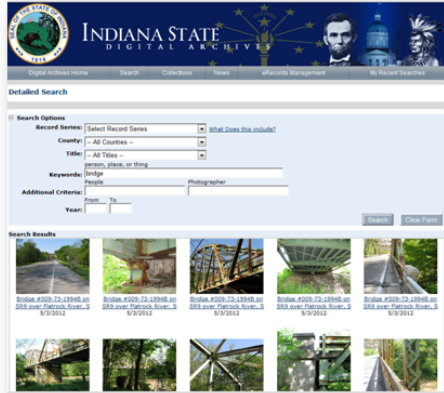 SEAL OF THE STATE OF INDIANA
1816
INDIANA STATE
DIGITAL ARCHIVES
Digital Archives Home Search Collections News eRecords Management My Recent Searches
Detailed Search
Search Options
Record Series: Select Record Series What Does this include?
County: -- All Counties --
Title: -- All Titles --
person, place, or thing
Keywords: bridge
People Photographer
Additional Criteria:
From To
Year:
Search Clear Form
Search Results
Bridge #009-73-1994B on Bridge #009-73-1994B on Bridge #009-73-1994B on Bridge #009-73-1994B on Bridge #009-73-1994B on
SR9 over Flatrock River, S SR9 over Flatrock River, S SR9 over Flatrock River, S SR9 over Flatrock River, S SR9 over Flatrock River, S
5/3/2012 5/3/2012 5/3/2012 5/3/2012 5/3/2012